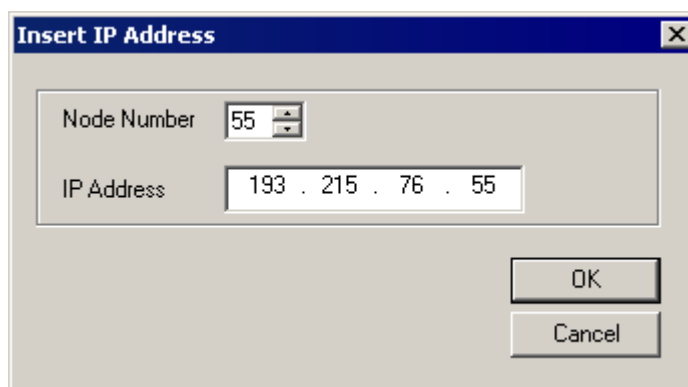 Insert IP Address
Node Number 55
IP Address 193 . 215 . 76 . 55
OK
Cancel